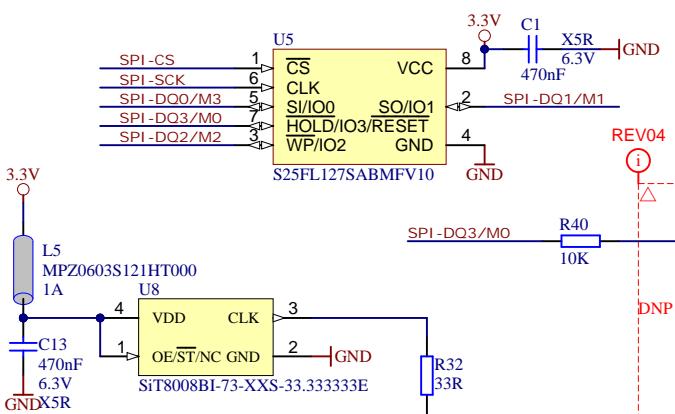 U5
3.3V
C1
X5R
6.3V
470nF
GND
SPI-CS
1
CS
VCC
8
SPI-SCK
6
CLK
SPI-DQ0/M3
5
SI/IO0
SO/IO1
2
SPI-DQ1/M1
SPI-DQ3/M0
7
HOLD/IO3/RESET
SPI-DQ2/M2
3
WP/IO2
GND
4
GND
S25FL127SABMFV10
REV04
i
3.3V
SPI-DQ3/M0
R40
10K
L5
MPZ0603S121HT000
1A
U8
4
VDD
CLK
3
DNP
C13
470nF
6.3V
X5R
GND
1
OE/ST/NC
GND
2
GND
SiT8008BI-73-XXS-33.333333E
R32
33R